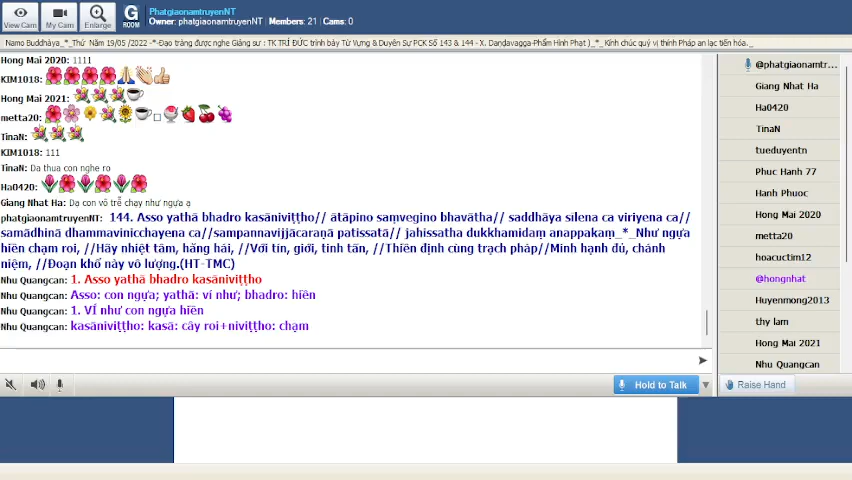 View Cam
My Cam
Enlarge
G
ROOM
PhatgiaonamtruyenNT
Owner: phatgiaonamtruyenNT | Members: 21 | Cams: 0
Namo Buddhàya_*_Thứ Năm 19/05 /2022 -*-Đạo tràng được nghe Giảng sư : TK TRÍ ĐỨC trình bày Từ Vựng & Duyên Sự PCK Số 143 & 144 - X. Daṇḍavagga-Phẩm Hình Phạt )_*_ Kính chúc quý vị thính Pháp an lạc tiến hóa._
Hong Mai 2020: 1111
KIM1018:
Hong Mai 2021:
metta20:
TinaN:
KIM1018: 111
TinaN: Da thua con nghe ro
Ha0420:
Giang Nhat Ha: Dạ con vô trễ chạy như ngựa ạ
phatgiaonamtruyenNT: 144. Asso yathā bhadro kasāniviṭṭho// ātāpino saṃvegino bhavātha// saddhāya sīlena ca vīriyena ca//
samādhinā dhammavinicchayena ca//sampannavijjācaraṇā patissatā// jahissatha dukkhamidaṃ anappakaṃ_*_Như ngựa
hiền chạm roi, //Hãy nhiệt tâm, hăng hái, //Với tín, giới, tinh tấn, //Thiền định cùng trạch pháp//Minh hạnh đủ, chánh
niệm, //Đoạn khổ này vô lượng.(HT-TMC)
Nhu Quangcan: 1. Asso yathā bhadro kasāniviṭṭho
Nhu Quangcan: Asso: con ngựa; yathā: ví như; bhadro: hiền
Nhu Quangcan: 1. Ví như con ngựa hiền
Nhu Quangcan: kasāniviṭṭho: kasā: cây roi+niviṭṭho: chạm
@phatgiaonamtr...
Giang Nhat Ha
Ha0420
TinaN
tueduyentn
Phuc Hanh 77
Hanh Phuoc
Hong Mai 2020
metta20
hoacuctim12
@hongnhat
Huyenmong2013
thy lam
Hong Mai 2021
Nhu Quangcan
Hold to Talk
Raise Hand